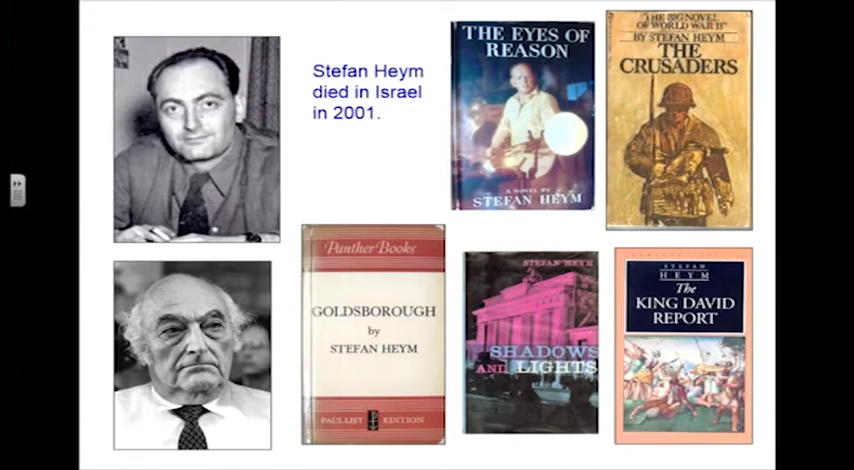 Stefan Heym
died in Israel
in 2001.
THE EYES OF
REASON
A NOVEL BY
STEFAN HEYM
"THE BIG NOVEL
OF WORLD WAR II"
BY STEFAN HEYM
THE
CRUSADERS
Panther Books
GOLDSBOROUGH
by
STEFAN HEYM
PAUL LIST EDITION
STEFAN HEYM
SHADOWS
AND LIGHTS
STEFAN
HEYM
The
KING DAVID
REPORT